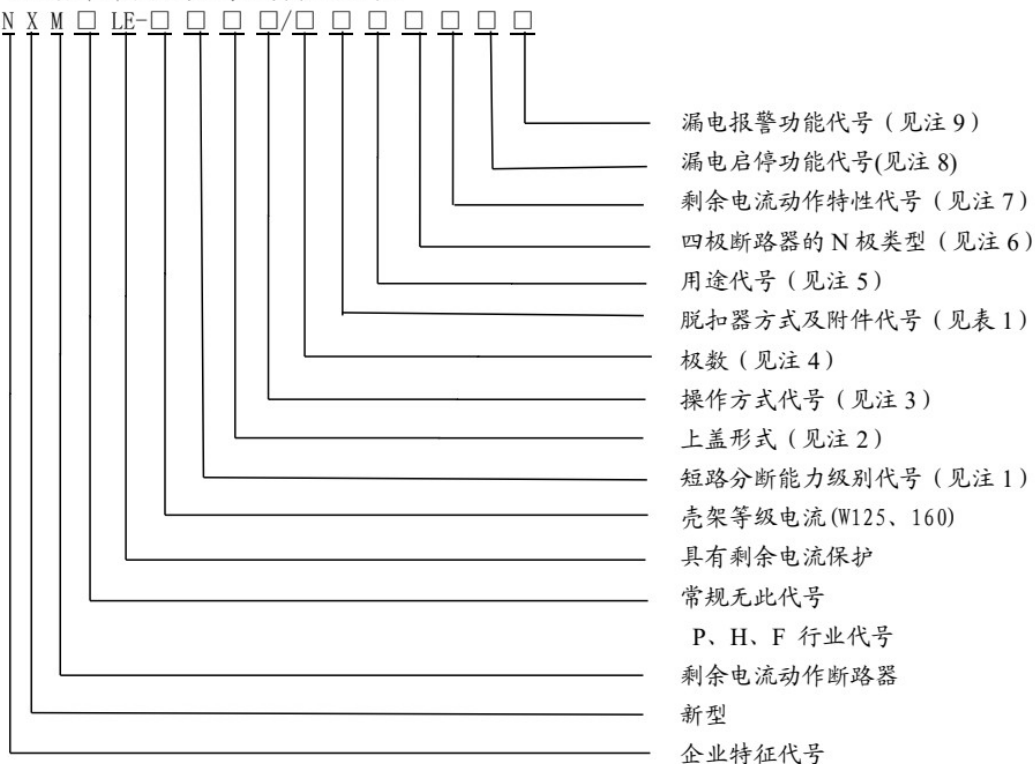 N X M □ LE-□ □ □ □/□ □ □ □ □ □ □
漏电报警功能代号（见注 9）
漏电启停功能代号(见注 8)
剩余电流动作特性代号（见注 7）
四极断路器的 N 极类型（见注 6）
用途代号（见注 5）
脱扣器方式及附件代号（见表 1）
极数（见注 4）
操作方式代号（见注 3）
上盖形式（见注 2）
短路分断能力级别代号（见注 1）
壳架等级电流(W125、160)
具有剩余电流保护
常规无此代号
P、H、F 行业代号
剩余电流动作断路器
新型
企业特征代号